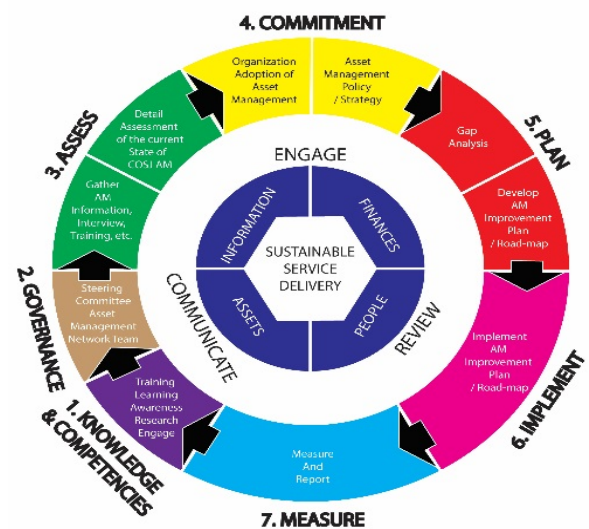 4. COMMITMENT
Organization
Adoption of
Asset
Management
Asset
Management
Policy
/ Strategy
5. PLAN
Gap
Analysis
Develop
AM
Improvement
Plan
/ Road-map
6. IMPLEMENT
Implement
AM
Improvement
Plan
/ Road-map
7. MEASURE
Measure
And
Report
1. KNOWLEDGE
& COMPETENCIES
Training
Learning
Awareness
Research
Engage
2. GOVERNANCE
Steering
Committee
Asset
Management
Network Team
3. ASSESS
Gather
AM
Information,
Interview,
Training, etc.
Detail
Assessment
of the current
State of
COSJ AM
ENGAGE
REVIEW
COMMUNICATE
INFORMATION
FINANCES
PEOPLE
ASSETS
SUSTAINABLE
SERVICE
DELIVERY